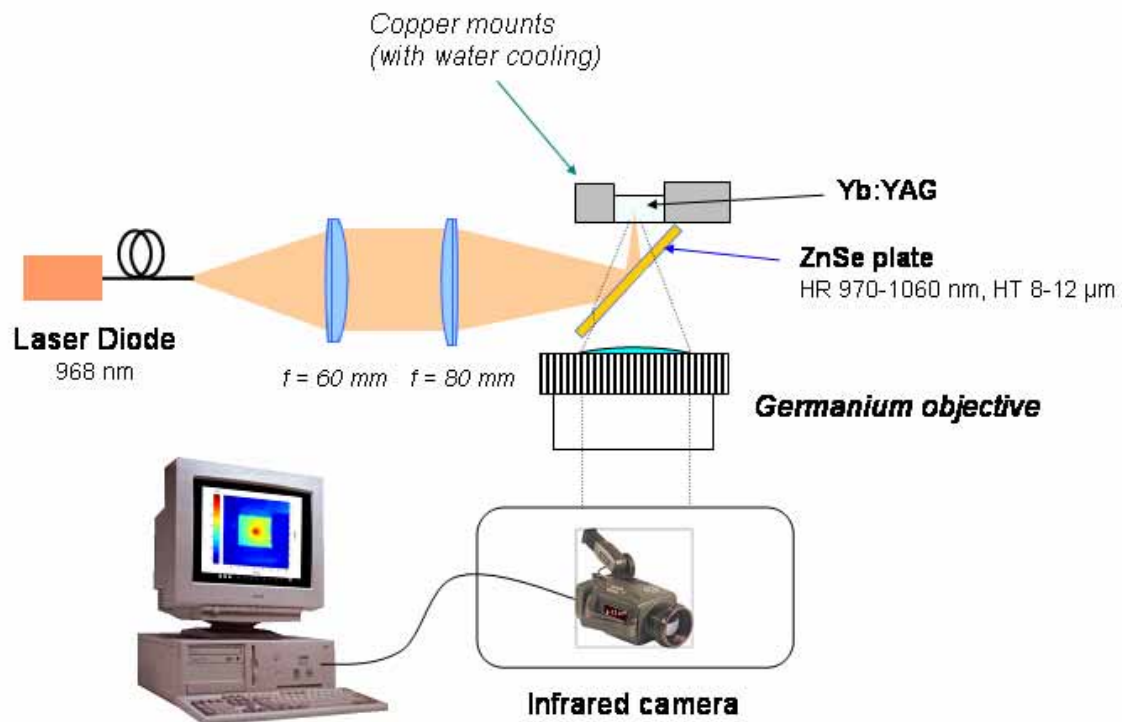 Copper mounts
(with water cooling)
Yb:YAG
ZnSe plate
HR 970-1060 nm, HT 8-12 µm
Laser Diode
968 nm
f = 60 mm
f = 80 mm
Germanium objective
Infrared camera